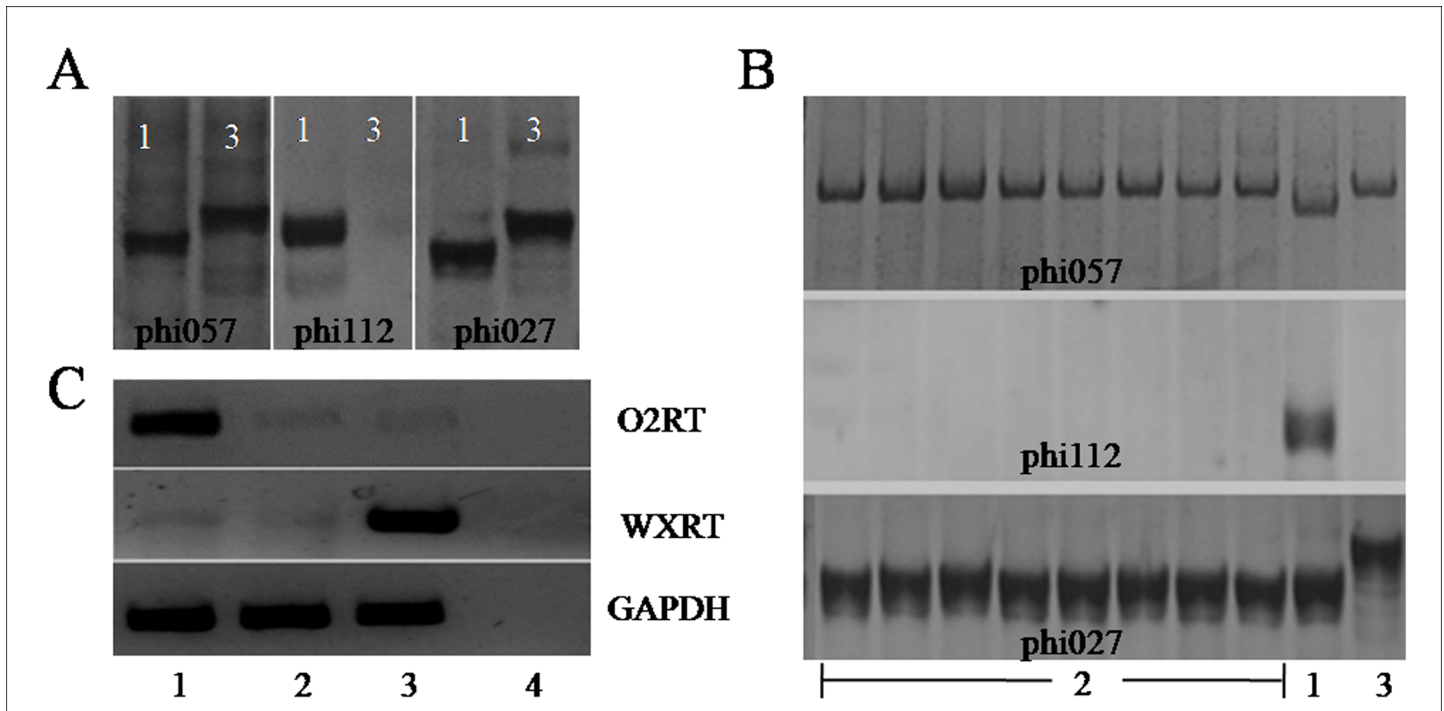 A
1 3 1 3 1 3
phi057 phi112 phi027
B
phi057
phi112
phi027
2 1 3
C
O2RT
WXRT
GAPDH
1 2 3 4